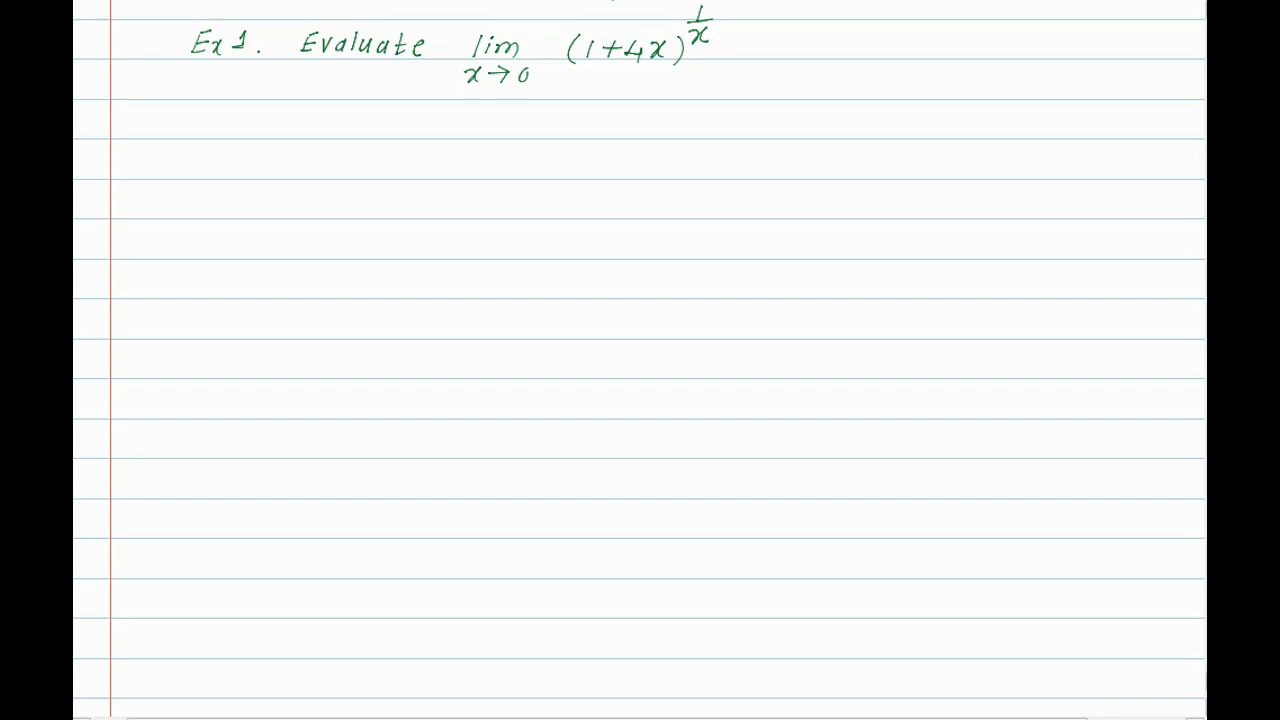 Ex 1. Evaluate lim (1+4x)^{1/x}
x→0